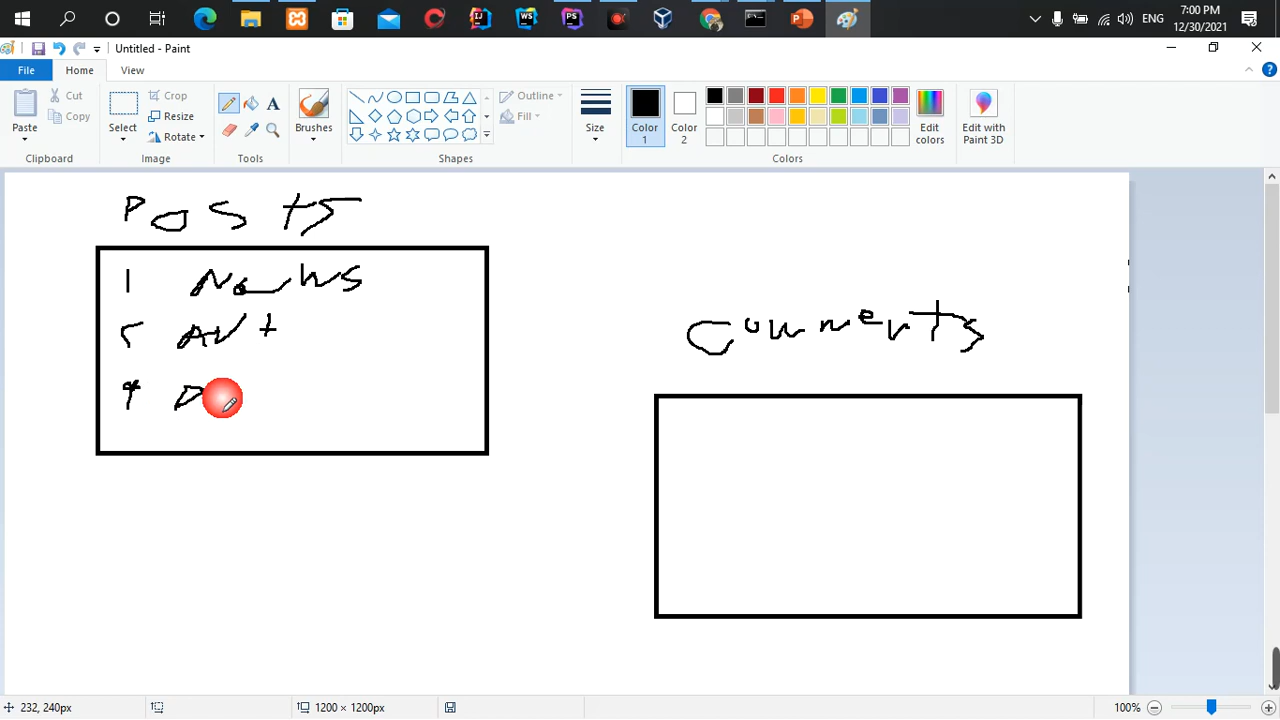 7:00 PM
ENG
12/30/2021
Untitled - Paint
File
Home
View
Paste
Cut
Copy
Clipboard
Select
Crop
Resize
Rotate
Image
Tools
Brushes
Outline
Fill
Shapes
Size
Color
1
Color
2
Edit
colors
Edit with
Paint 3D
Colors
Posts
1 News
Art
Comments
232, 240px
1200 × 1200px
100%